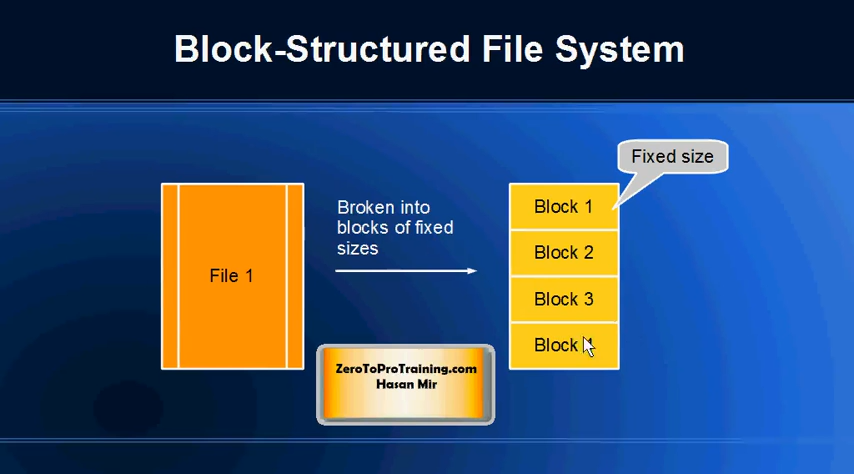 Block-Structured File System
Fixed size
File 1
Broken into
blocks of fixed
sizes
Block 1
Block 2
Block 3
Block
ZeroToProTraining.com
Hasan Mir